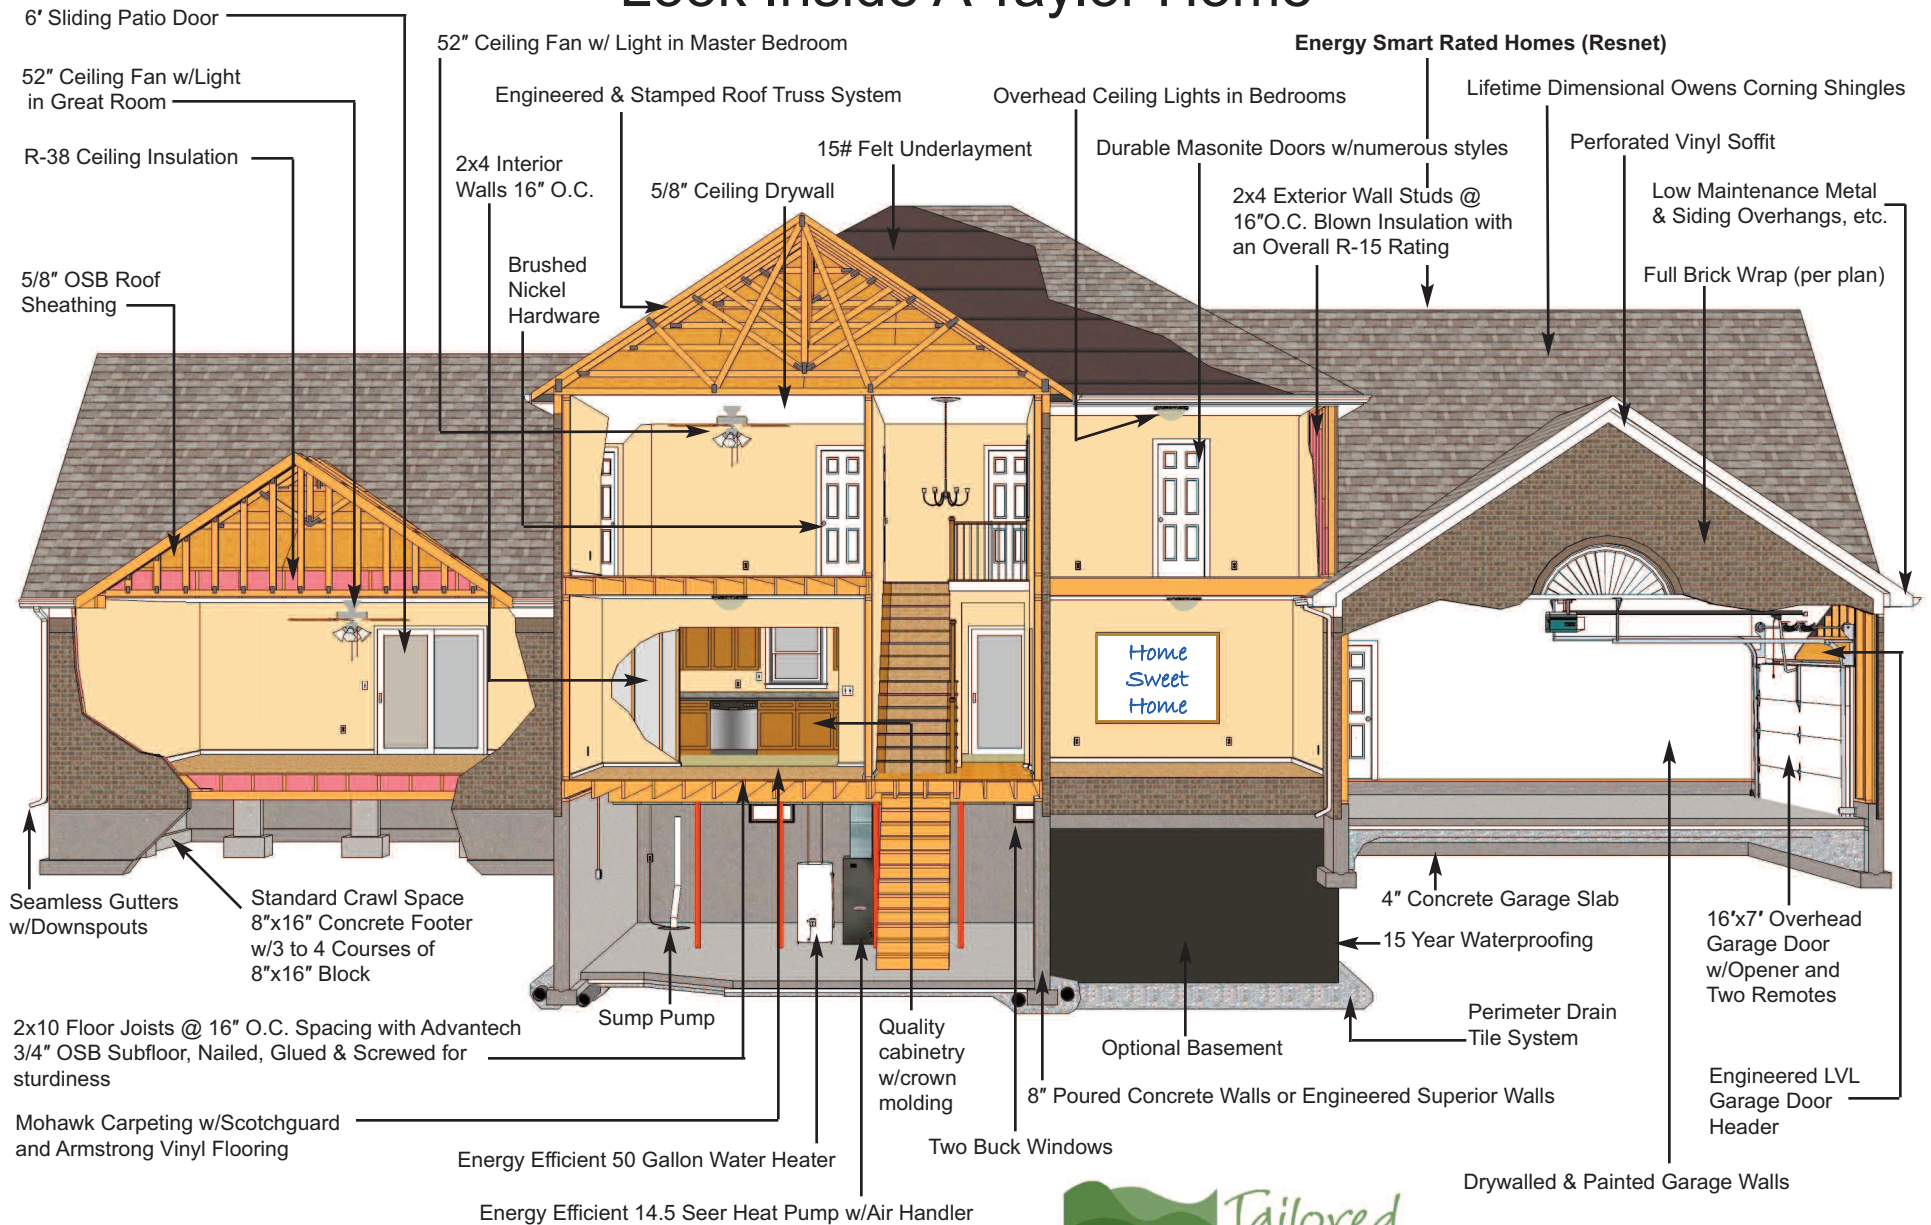 Look Inside A Taylor Home
6' Sliding Patio Door
52" Ceiling Fan w/ Light in Master Bedroom
Energy Smart Rated Homes (Resnet)
52" Ceiling Fan w/Light
in Great Room
Engineered & Stamped Roof Truss System
Overhead Ceiling Lights in Bedrooms
Lifetime Dimensional Owens Corning Shingles
R-38 Ceiling Insulation
2x4 Interior
Walls 16" O.C.
15# Felt Underlayment
Durable Masonite Doors w/numerous styles
Perforated Vinyl Soffit
5/8" Ceiling Drywall
2x4 Exterior Wall Studs @
16"O.C. Blown Insulation with
an Overall R-15 Rating
Low Maintenance Metal
& Siding Overhangs, etc.
5/8" OSB Roof
Sheathing
Brushed
Nickel
Hardware
Full Brick Wrap (per plan)
Home
Sweet
Home
Seamless Gutters
w/Downspouts
Standard Crawl Space
8"x16" Concrete Footer
w/3 to 4 Courses of
8"x16" Block
4" Concrete Garage Slab
15 Year Waterproofing
16'x7' Overhead
Garage Door
w/Opener and
Two Remotes
2x10 Floor Joists @ 16" O.C. Spacing with Advantech
3/4" OSB Subfloor, Nailed, Glued & Screwed for
sturdiness
Sump Pump
Quality
cabinetry
w/crown
molding
Optional Basement
Perimeter Drain
Tile System
Mohawk Carpeting w/Scotchguard
and Armstrong Vinyl Flooring
8" Poured Concrete Walls or Engineered Superior Walls
Engineered LVL
Garage Door
Header
Energy Efficient 50 Gallon Water Heater
Two Buck Windows
Drywalled & Painted Garage Walls
Energy Efficient 14.5 Seer Heat Pump w/Air Handler
Tailored